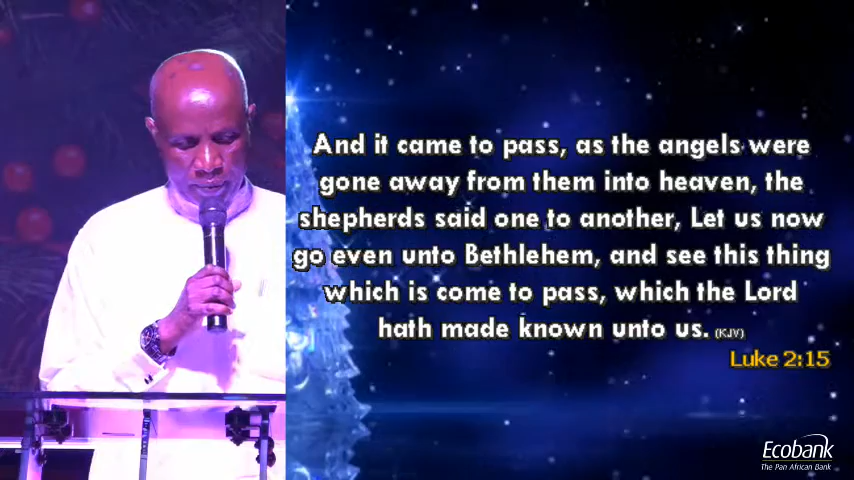 And it came to pass, as the angels were
gone away from them into heaven, the
shepherds said one to another, Let us now
go even unto Bethlehem, and see this thing
which is come to pass, which the Lord
hath made known unto us. (KJV)
Luke 2:15
Ecobank
The Pan African Bank